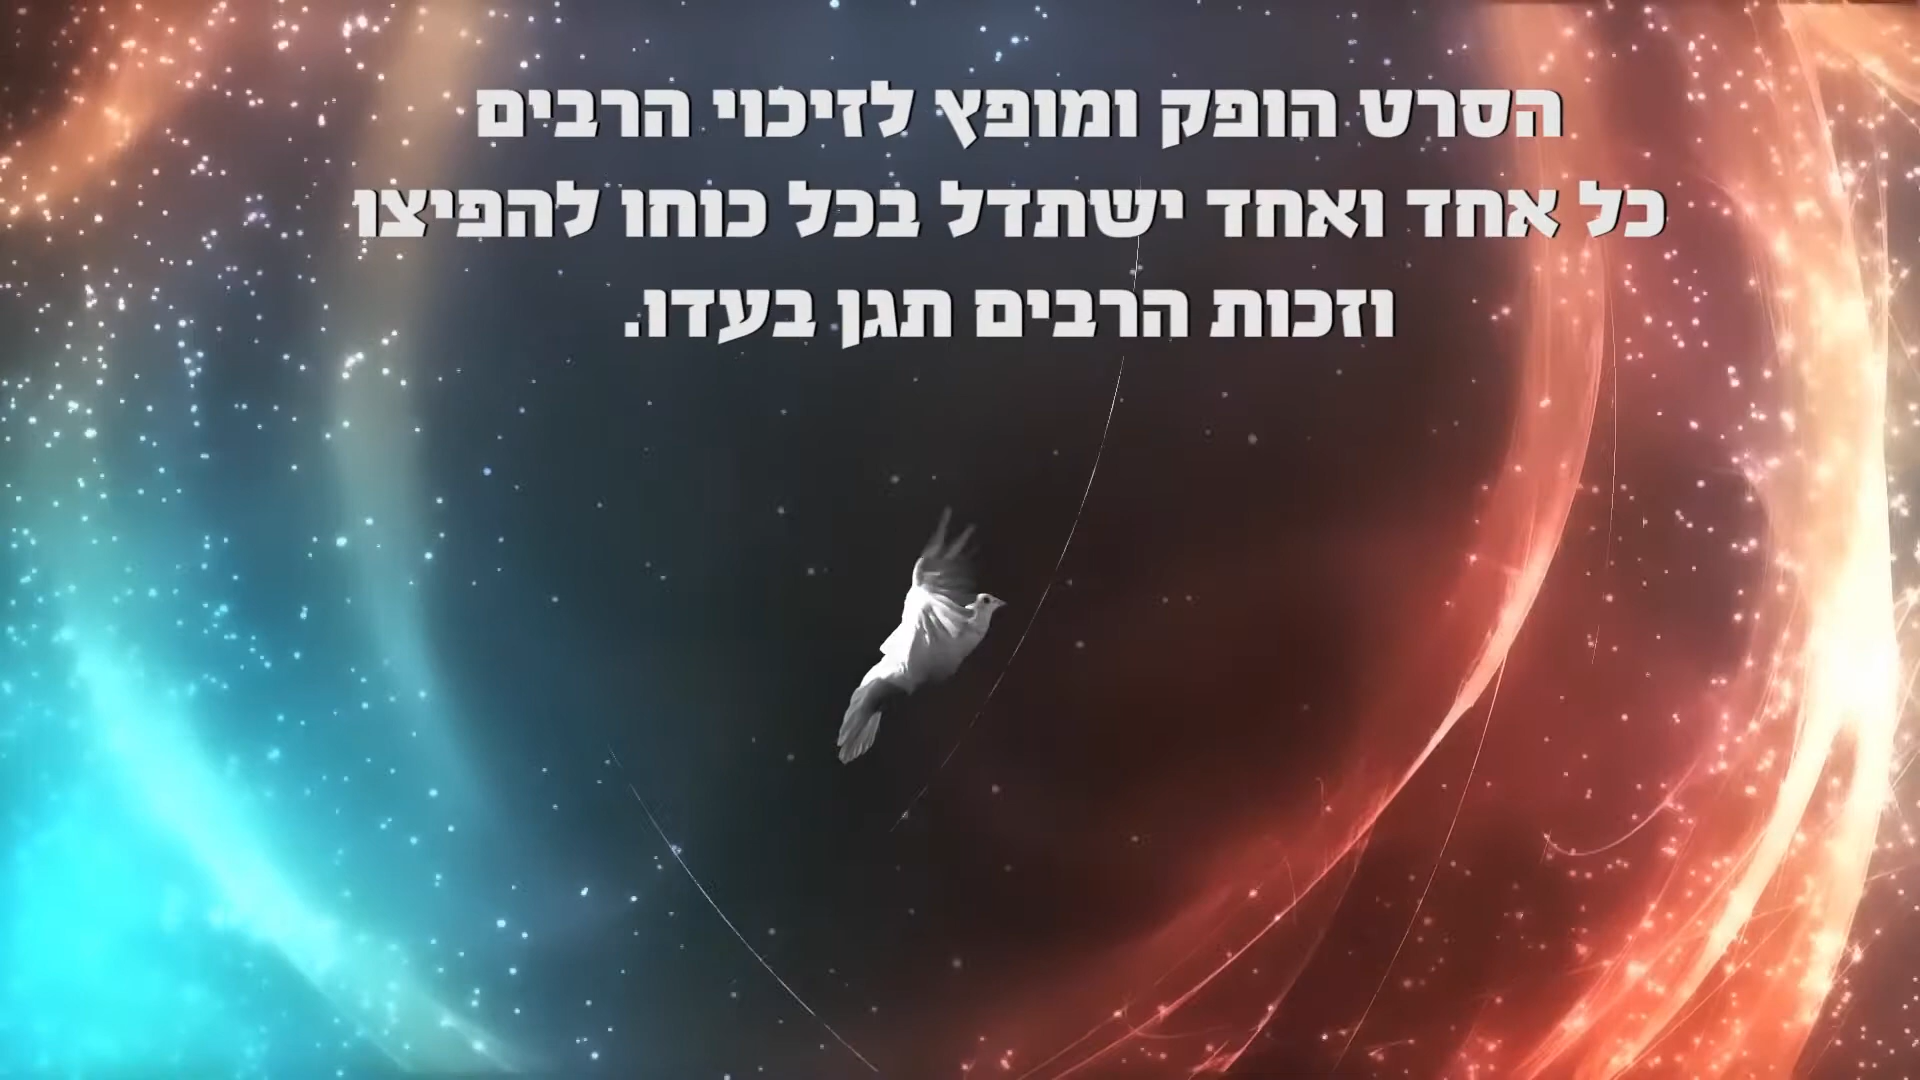 הסרט הופק ומופץ לזיכוי הרבים
כל אחד ואחד ישתדל בכל כוחו להפיצו
וזכות הרבים תגן בעדו.